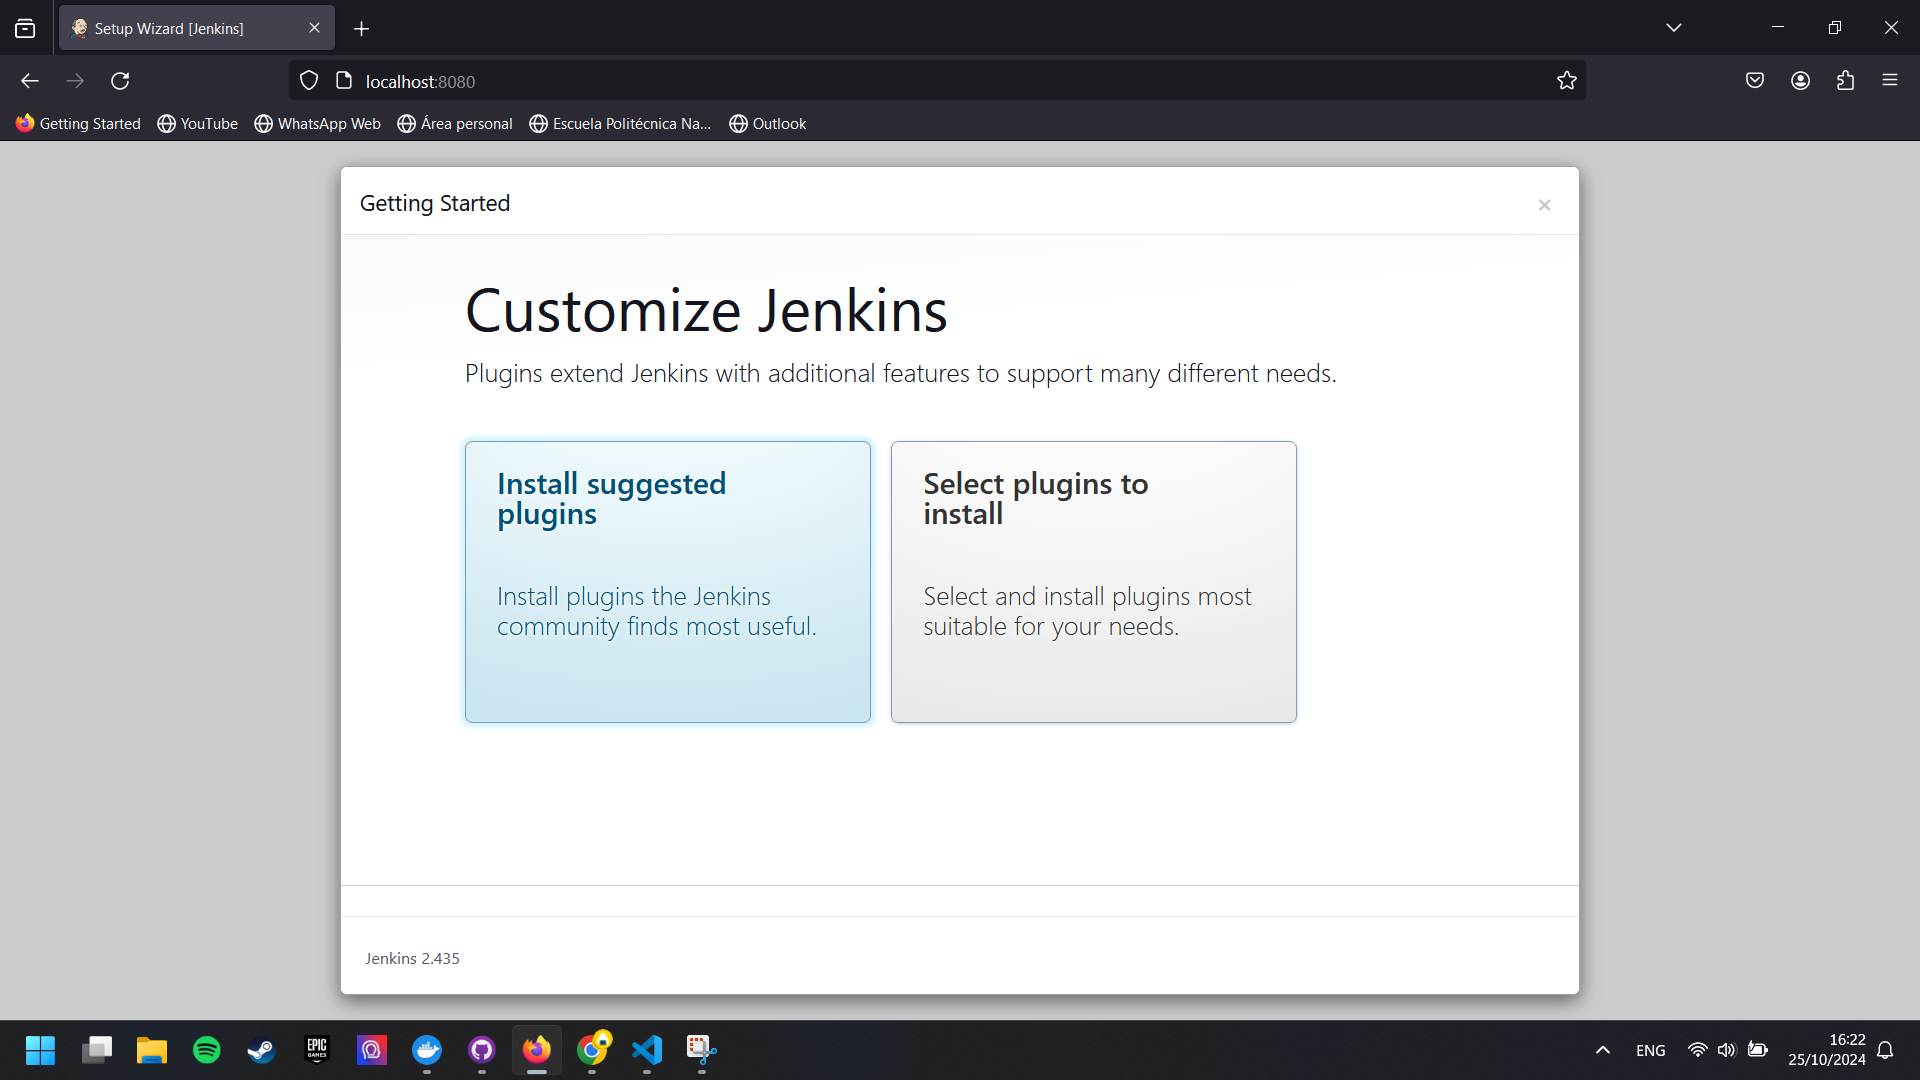 Setup Wizard [Jenkins]
localhost:8080
Getting Started
YouTube
WhatsApp Web
Área personal
Escuela Politécnica Na...
Outlook
Getting Started
×
Customize Jenkins
Plugins extend Jenkins with additional features to support many different needs.
Install suggested
plugins
Install plugins the Jenkins
community finds most useful.
Select plugins to
install
Select and install plugins most
suitable for your needs.
Jenkins 2.435
EPIC
GAMES
ENG
16:22
25/10/2024